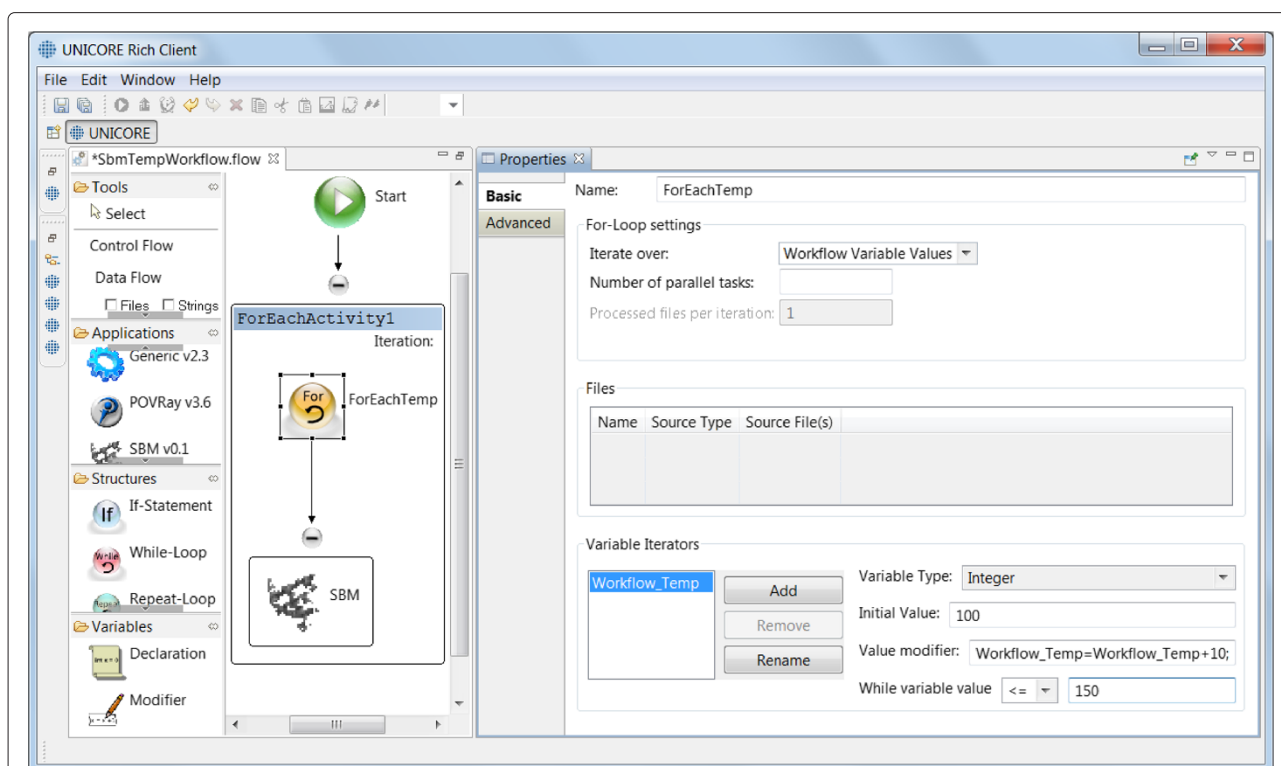 UNICORE Rich Client
File Edit Window Help
UNICORE
*SbmTempWorkflow.flow
Tools
Select
Control Flow
Data Flow
Files Strings
Applications
Generic v2.3
POVRay v3.6
SBM v0.1
Structures
If
If-Statement
While
While-Loop
Repeat
Repeat-Loop
Variables
Declaration
Modifier
Start
ForEachActivity1
Iteration:
For
ForEachTemp
SBM
Properties
Basic
Advanced
Name: ForEachTemp
For-Loop settings
Iterate over: Workflow Variable Values
Number of parallel tasks:
Processed files per iteration: 1
Files
Name Source Type Source File(s)
Variable Iterators
Workflow_Temp
Add
Remove
Rename
Variable Type: Integer
Initial Value: 100
Value modifier: Workflow_Temp=Workflow_Temp+10;
While variable value <= 150